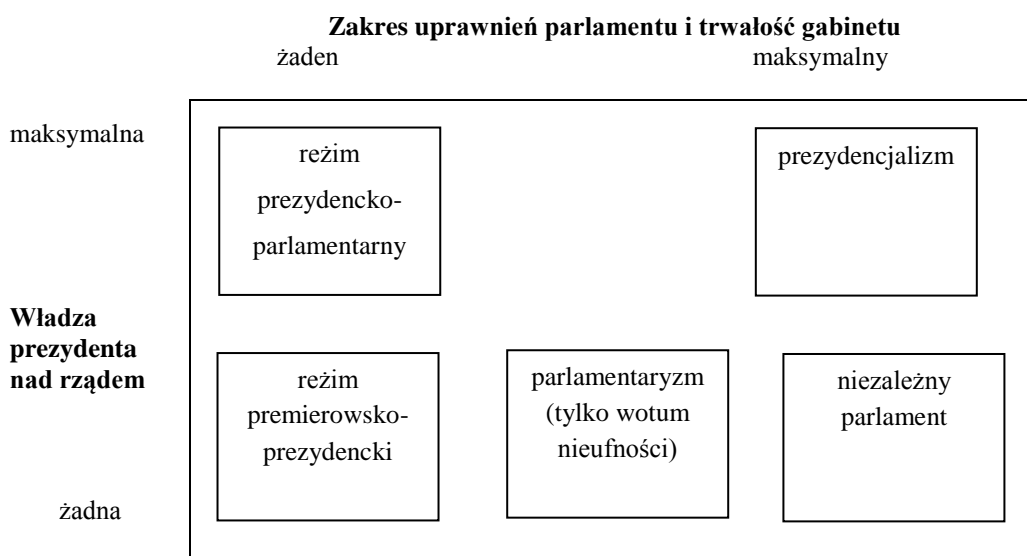 Zakres uprawnień parlamentu i trwałość gabinetu
żaden
maksymalny
maksymalna
reżim
prezydencko-
parlamentarny
prezydencjalizm
Władza
prezydenta
nad rządem
reżim
premierowsko-
prezydencki
parlamentaryzm
(tylko wotum
nieufności)
niezależny
parlament
żadna